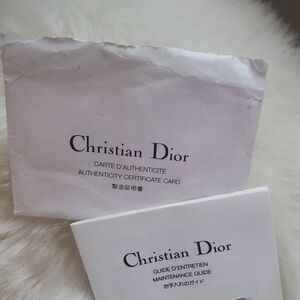 Christian Dior
CARTE D'AUTHENTICITE
AUTHENTICITY CERTIFICATE CARD
製造証明書
Christian Dior
GUIDE D'ENTRETIEN
MAINTENANCE GUIDE
お手入れのガイド